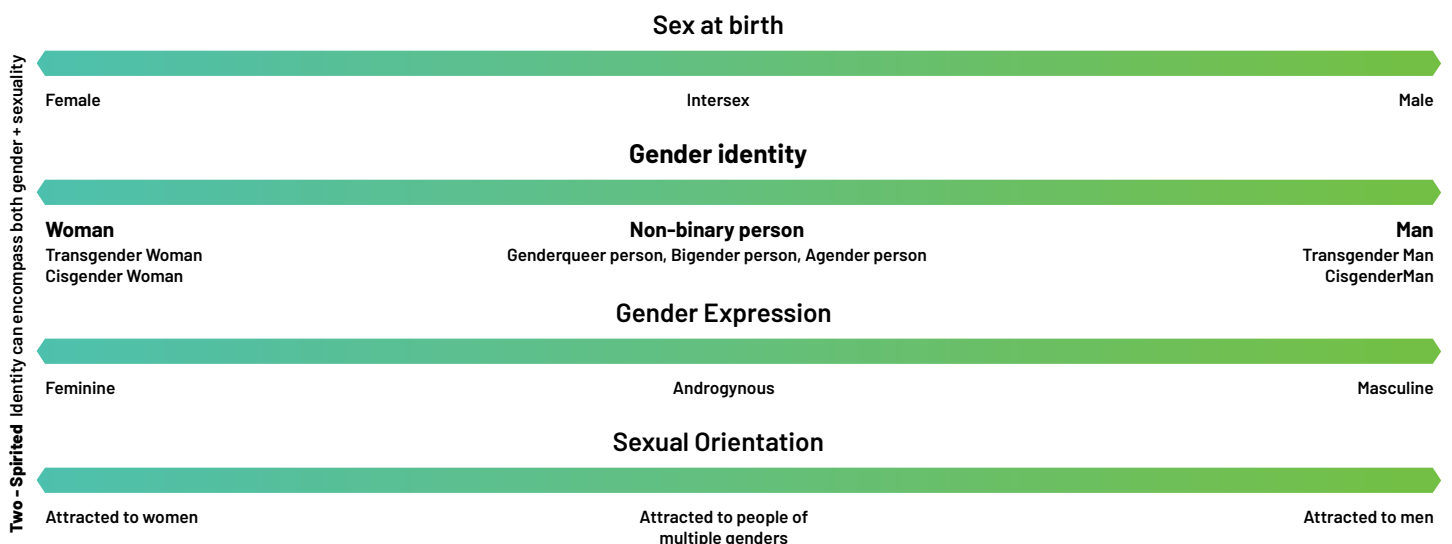 Sex at birth
Female
Intersex
Male
Gender identity
Woman
Transgender Woman
Cisgender Woman
Non-binary person
Genderqueer person, Bigender person, Agender person
Man
Transgender Man
CisgenderMan
Gender Expression
Feminine
Androgynous
Masculine
Sexual Orientation
Attracted to women
Attracted to people of
multiple genders
Attracted to men
Two - Spirited Identity can encompass both gender + sexuality